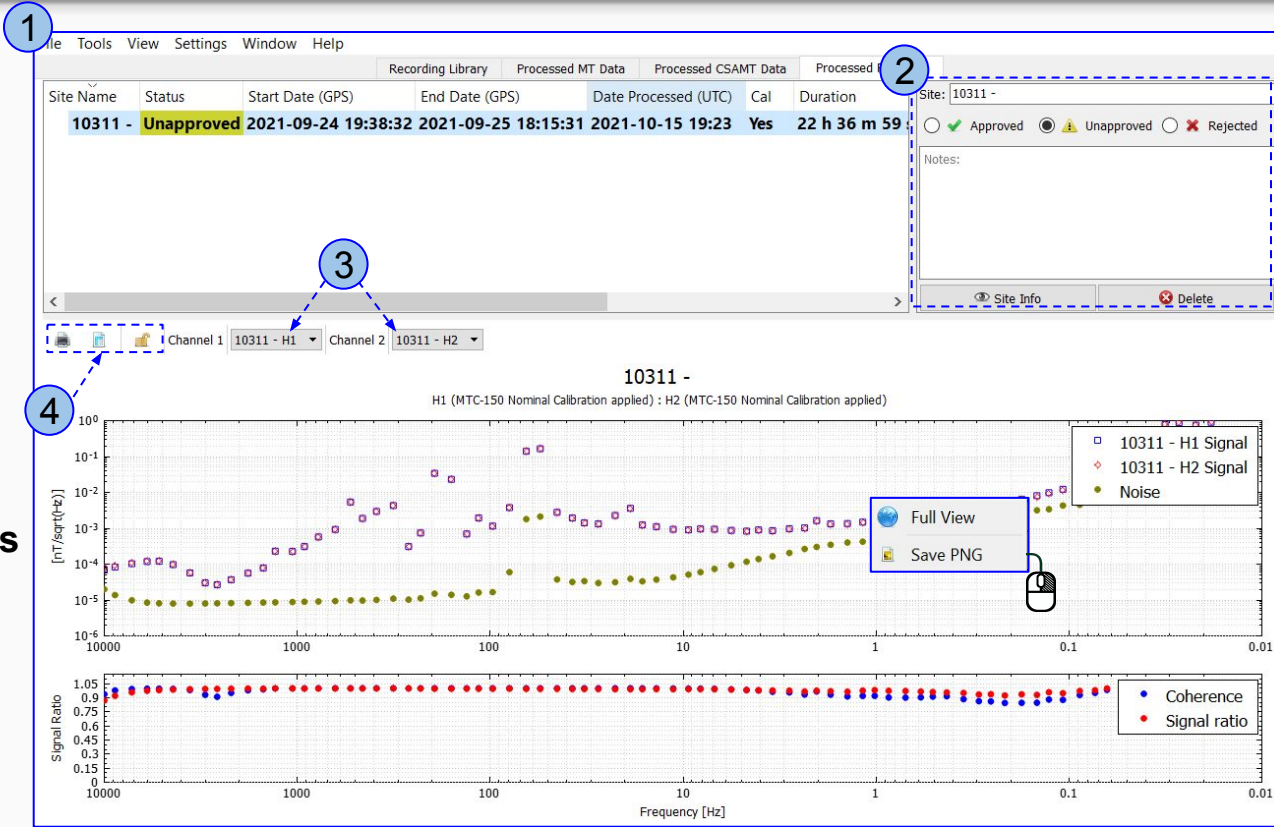 1
Tools View Settings Window Help
Recording Library Processed MT Data Processed CSAMT Data Processed
2
Site Name Status Start Date (GPS) End Date (GPS) Date Processed (UTC) Cal Duration
10311 - Unapproved 2021-09-24 19:38:32 2021-09-25 18:15:31 2021-10-15 19:23 Yes 22 h 36 m 59 s
Site: 10311 -
Approved Unapproved Rejected
Notes:
Site Info Delete
3
Channel 1 10311 - H1 Channel 2 10311 - H2
4
10311 -
H1 (MTC-150 Nominal Calibration applied) : H2 (MTC-150 Nominal Calibration applied)
[nT/sqrt(Hz)]
10⁰
10⁻¹
10⁻²
10⁻³
10⁻⁴
10⁻⁵
10⁻⁶
10311 - H1 Signal
10311 - H2 Signal
Noise
Full View
Save PNG
s
10000 1000 100 10 1 0.1 0.01
Signal Ratio
1.05
0.9
0.75
0.6
0.45
0.3
0.15
0
Coherence
Signal ratio
10000 1000 100 10 1 0.1 0.01
Frequency [Hz]